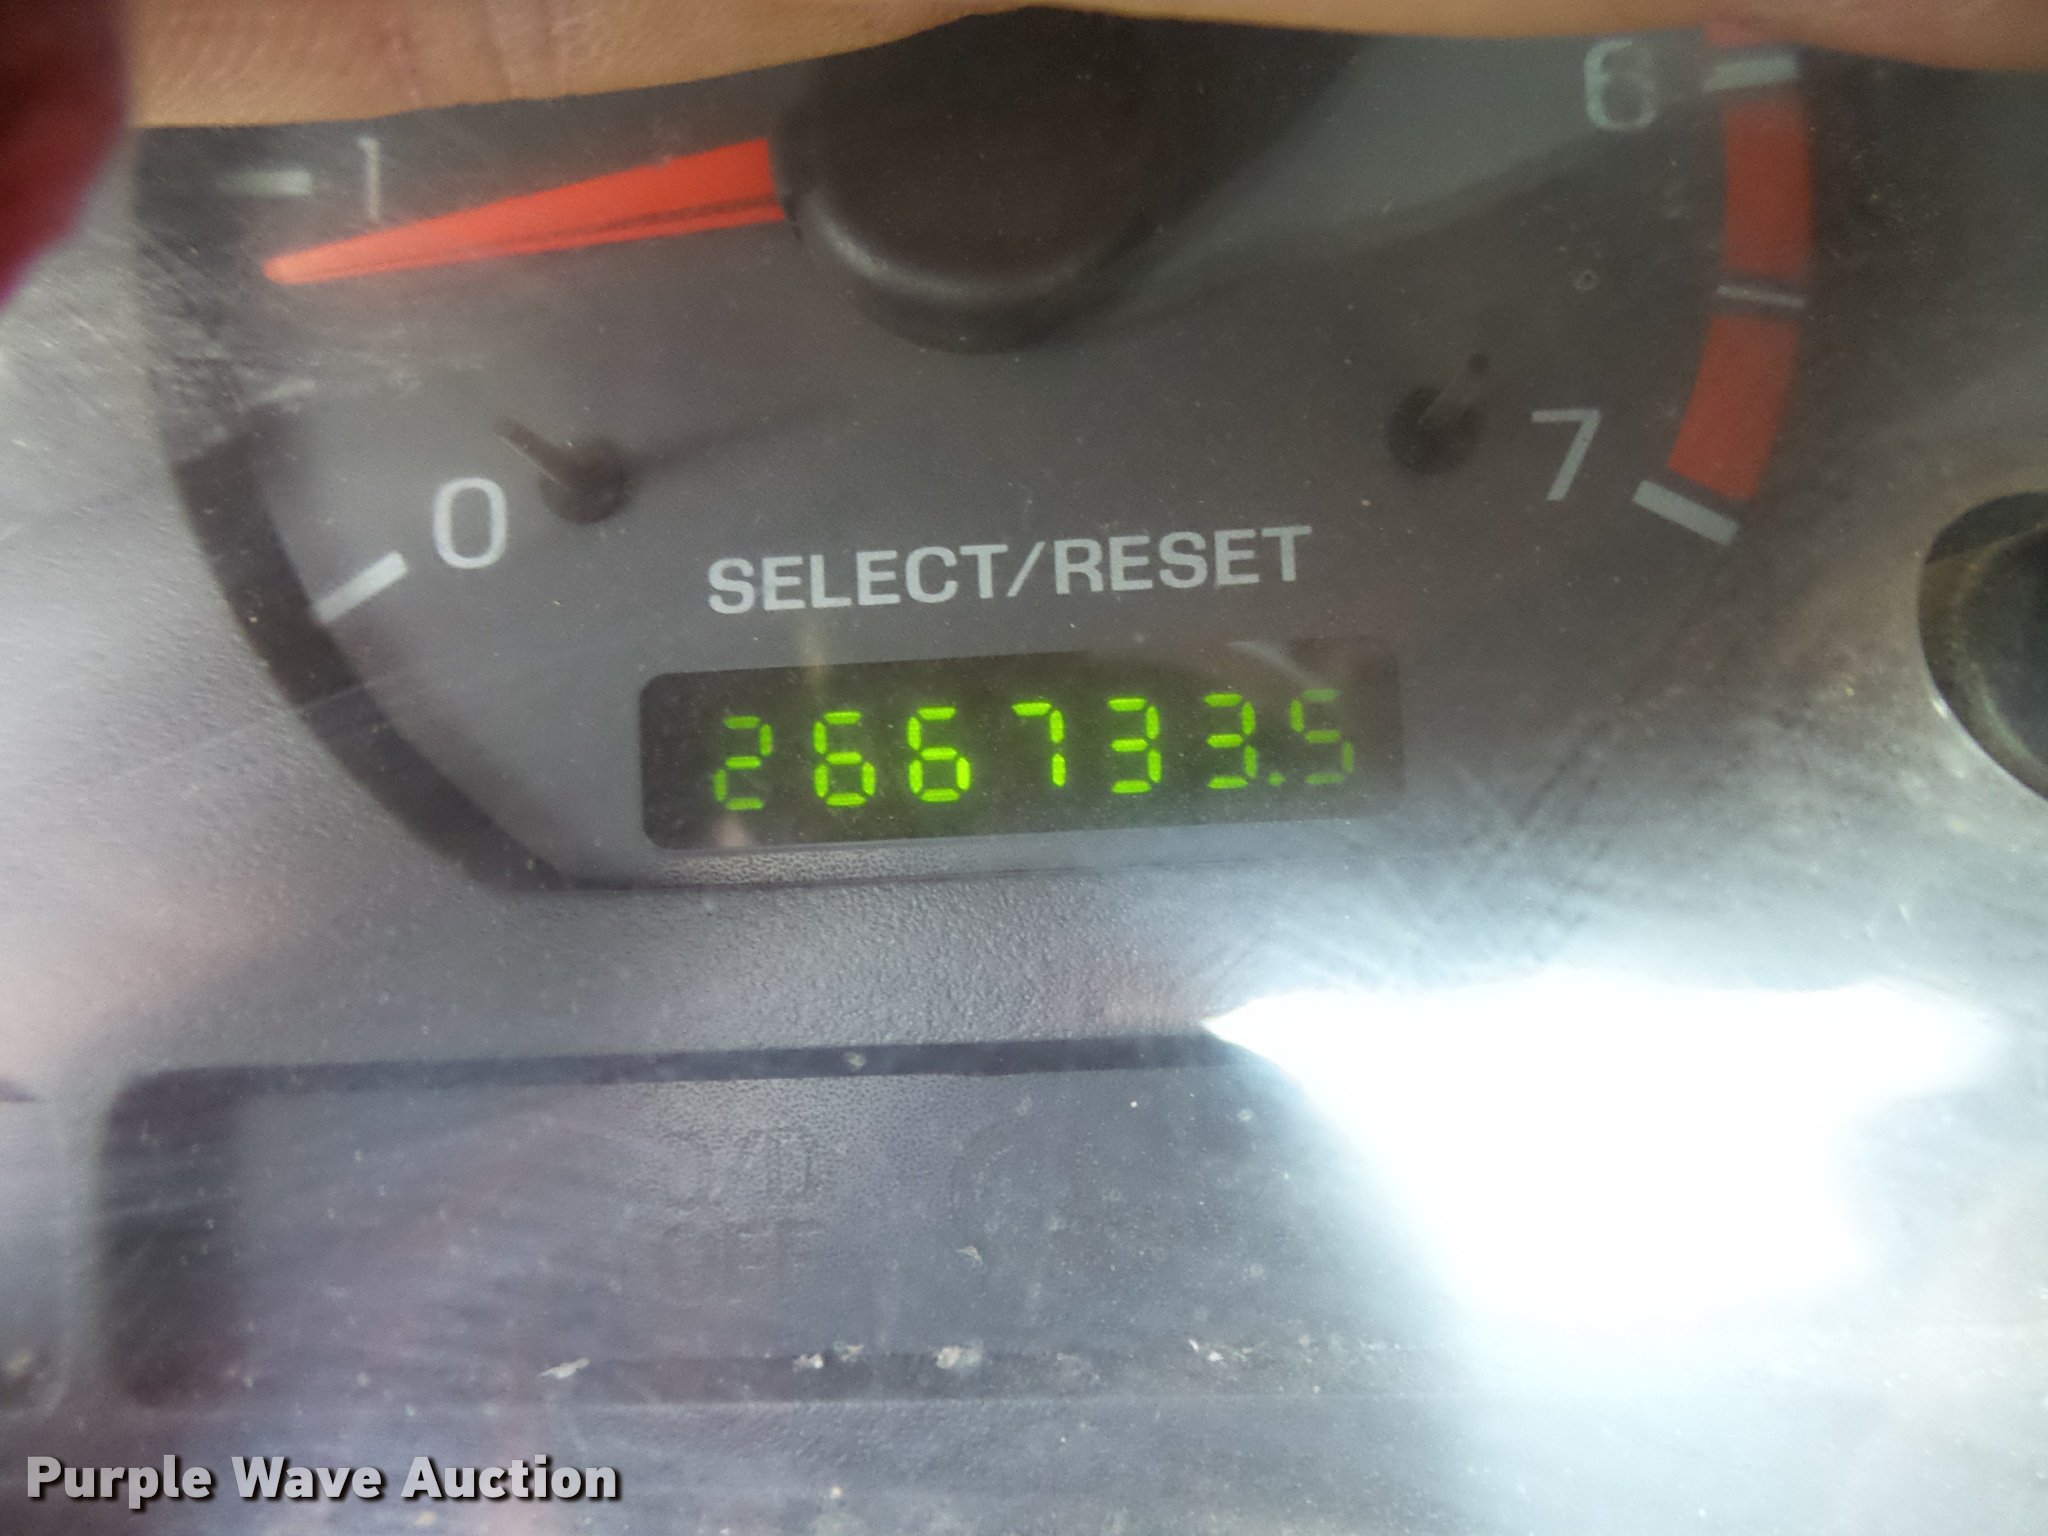 1
6
0
7
SELECT/RESET
266733.5
Purple Wave Auction